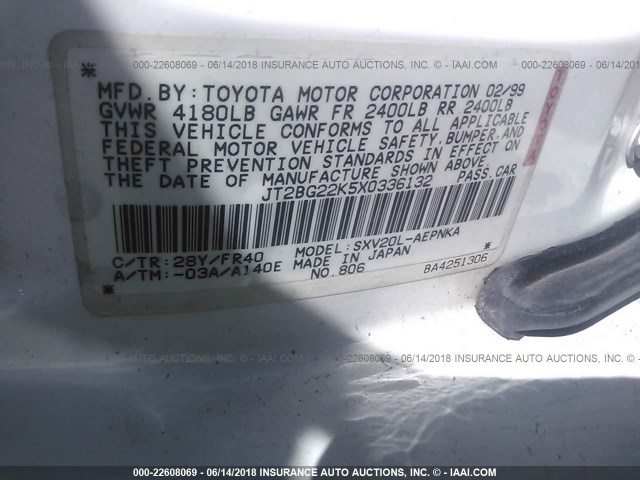 000-22608069 - 06/14/2018 INSURANCE AUTO AUCTIONS INC. - © IAAI.COM
MFD. BY: TOYOTA MOTOR CORPORATION 02/99
GVWR 4180LB GAWR FR 2400LB RR 2400LB
THIS VEHICLE CONFORMS TO ALL APPLICABLE
FEDERAL MOTOR VEHICLE SAFETY, BUMPER, AND
THEFT PREVENTION STANDARDS IN EFFECT ON
THE DATE OF MANUFACTURE SHOWN ABOVE.
JT2BG22K5X0336132 PASS. CAR
C/TR: 28Y/FR40 MODEL: SXV20L-AEPNKA
A/TM: -03A/A140E MADE IN JAPAN
NO. 806 BA4251306
TOYOTA
000-22608069 - 06/14/2018 INSURANCE AUTO AUCTIONS INC. - © IAAI.COM
000-22608069 - 06/14/2018 INSURANCE AUTO AUCTIONS INC. - © IAAI.COM